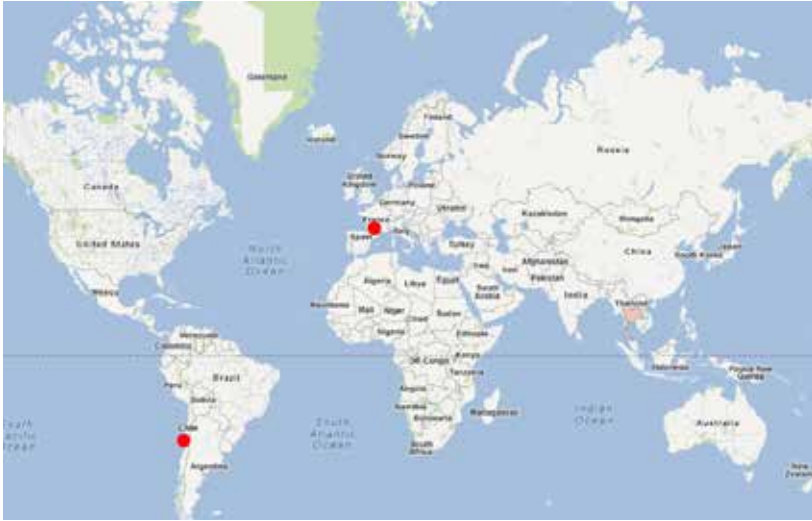 Greenland
Iceland
Finland
Sweden
Norway
Russia
United
Kingdom
Canada
Poland
Germany
Ukraine
France
Kazakhstan
Mongolia
Spain
Italy
United States
North
Atlantic
Ocean
Turkey
China
Japan
South Korea
Iraq
Iran
Afghanistan
Pakistan
Algeria
Libya
Egypt
Mexico
Saudi
Arabia
India
Mauritania
Mali
Niger
Chad
Sudan
Thailand
Nigeria
Ethiopia
Venezuela
Colombia
DR Congo
Kenya
Tanzania
Indonesia
Papua New
Guinea
Peru
Brazil
Angola
Bolivia
Namibia
Botswana
Madagascar
South
Atlantic
Ocean
Indian
Ocean
Chile
Australia
South
Africa
Argentina
New
Zealand